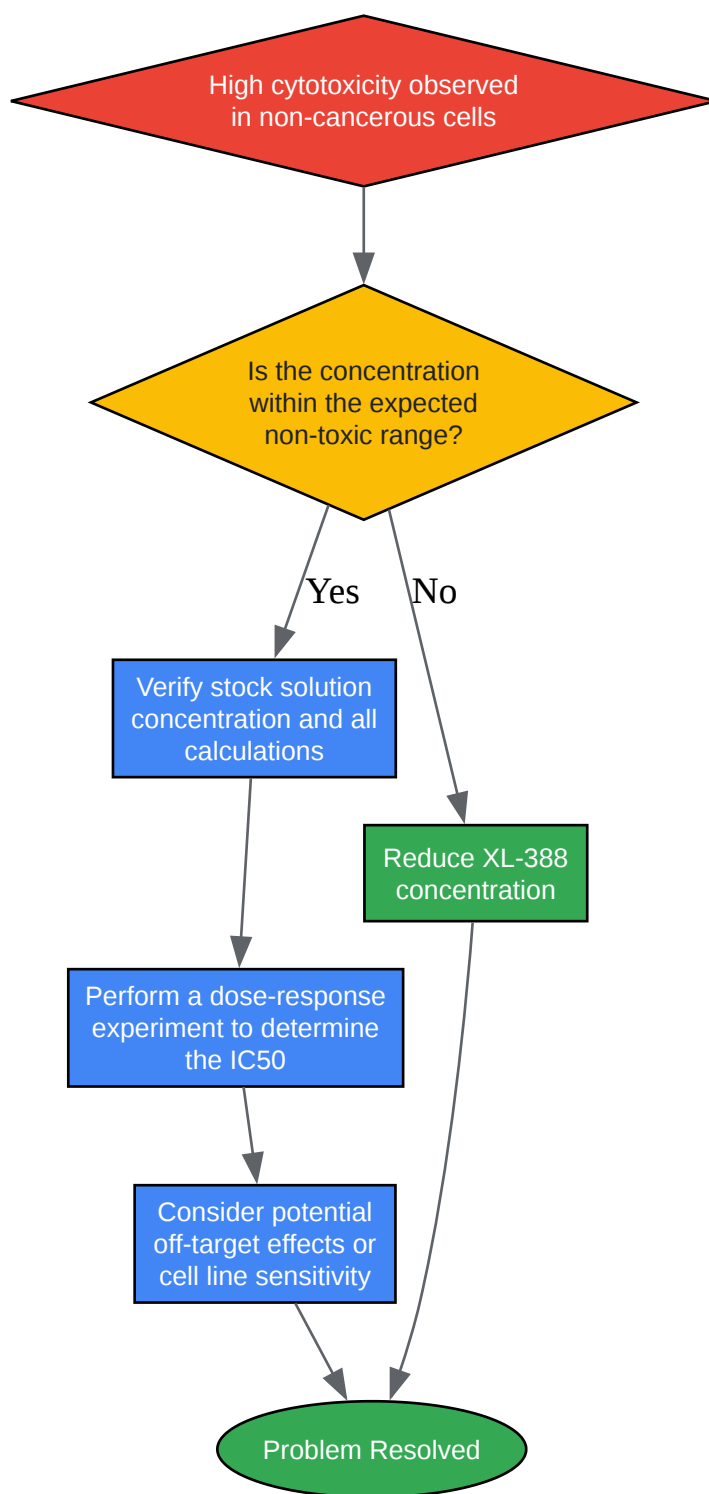 High cytotoxicity observed
in non-cancerous cells
Is the concentration
within the expected
non-toxic range?
Yes
No
Verify stock solution
concentration and all
calculations
Reduce XL-388
concentration
Perform a dose-response
experiment to determine
the IC50
Consider potential
off-target effects or
cell line sensitivity
Problem Resolved